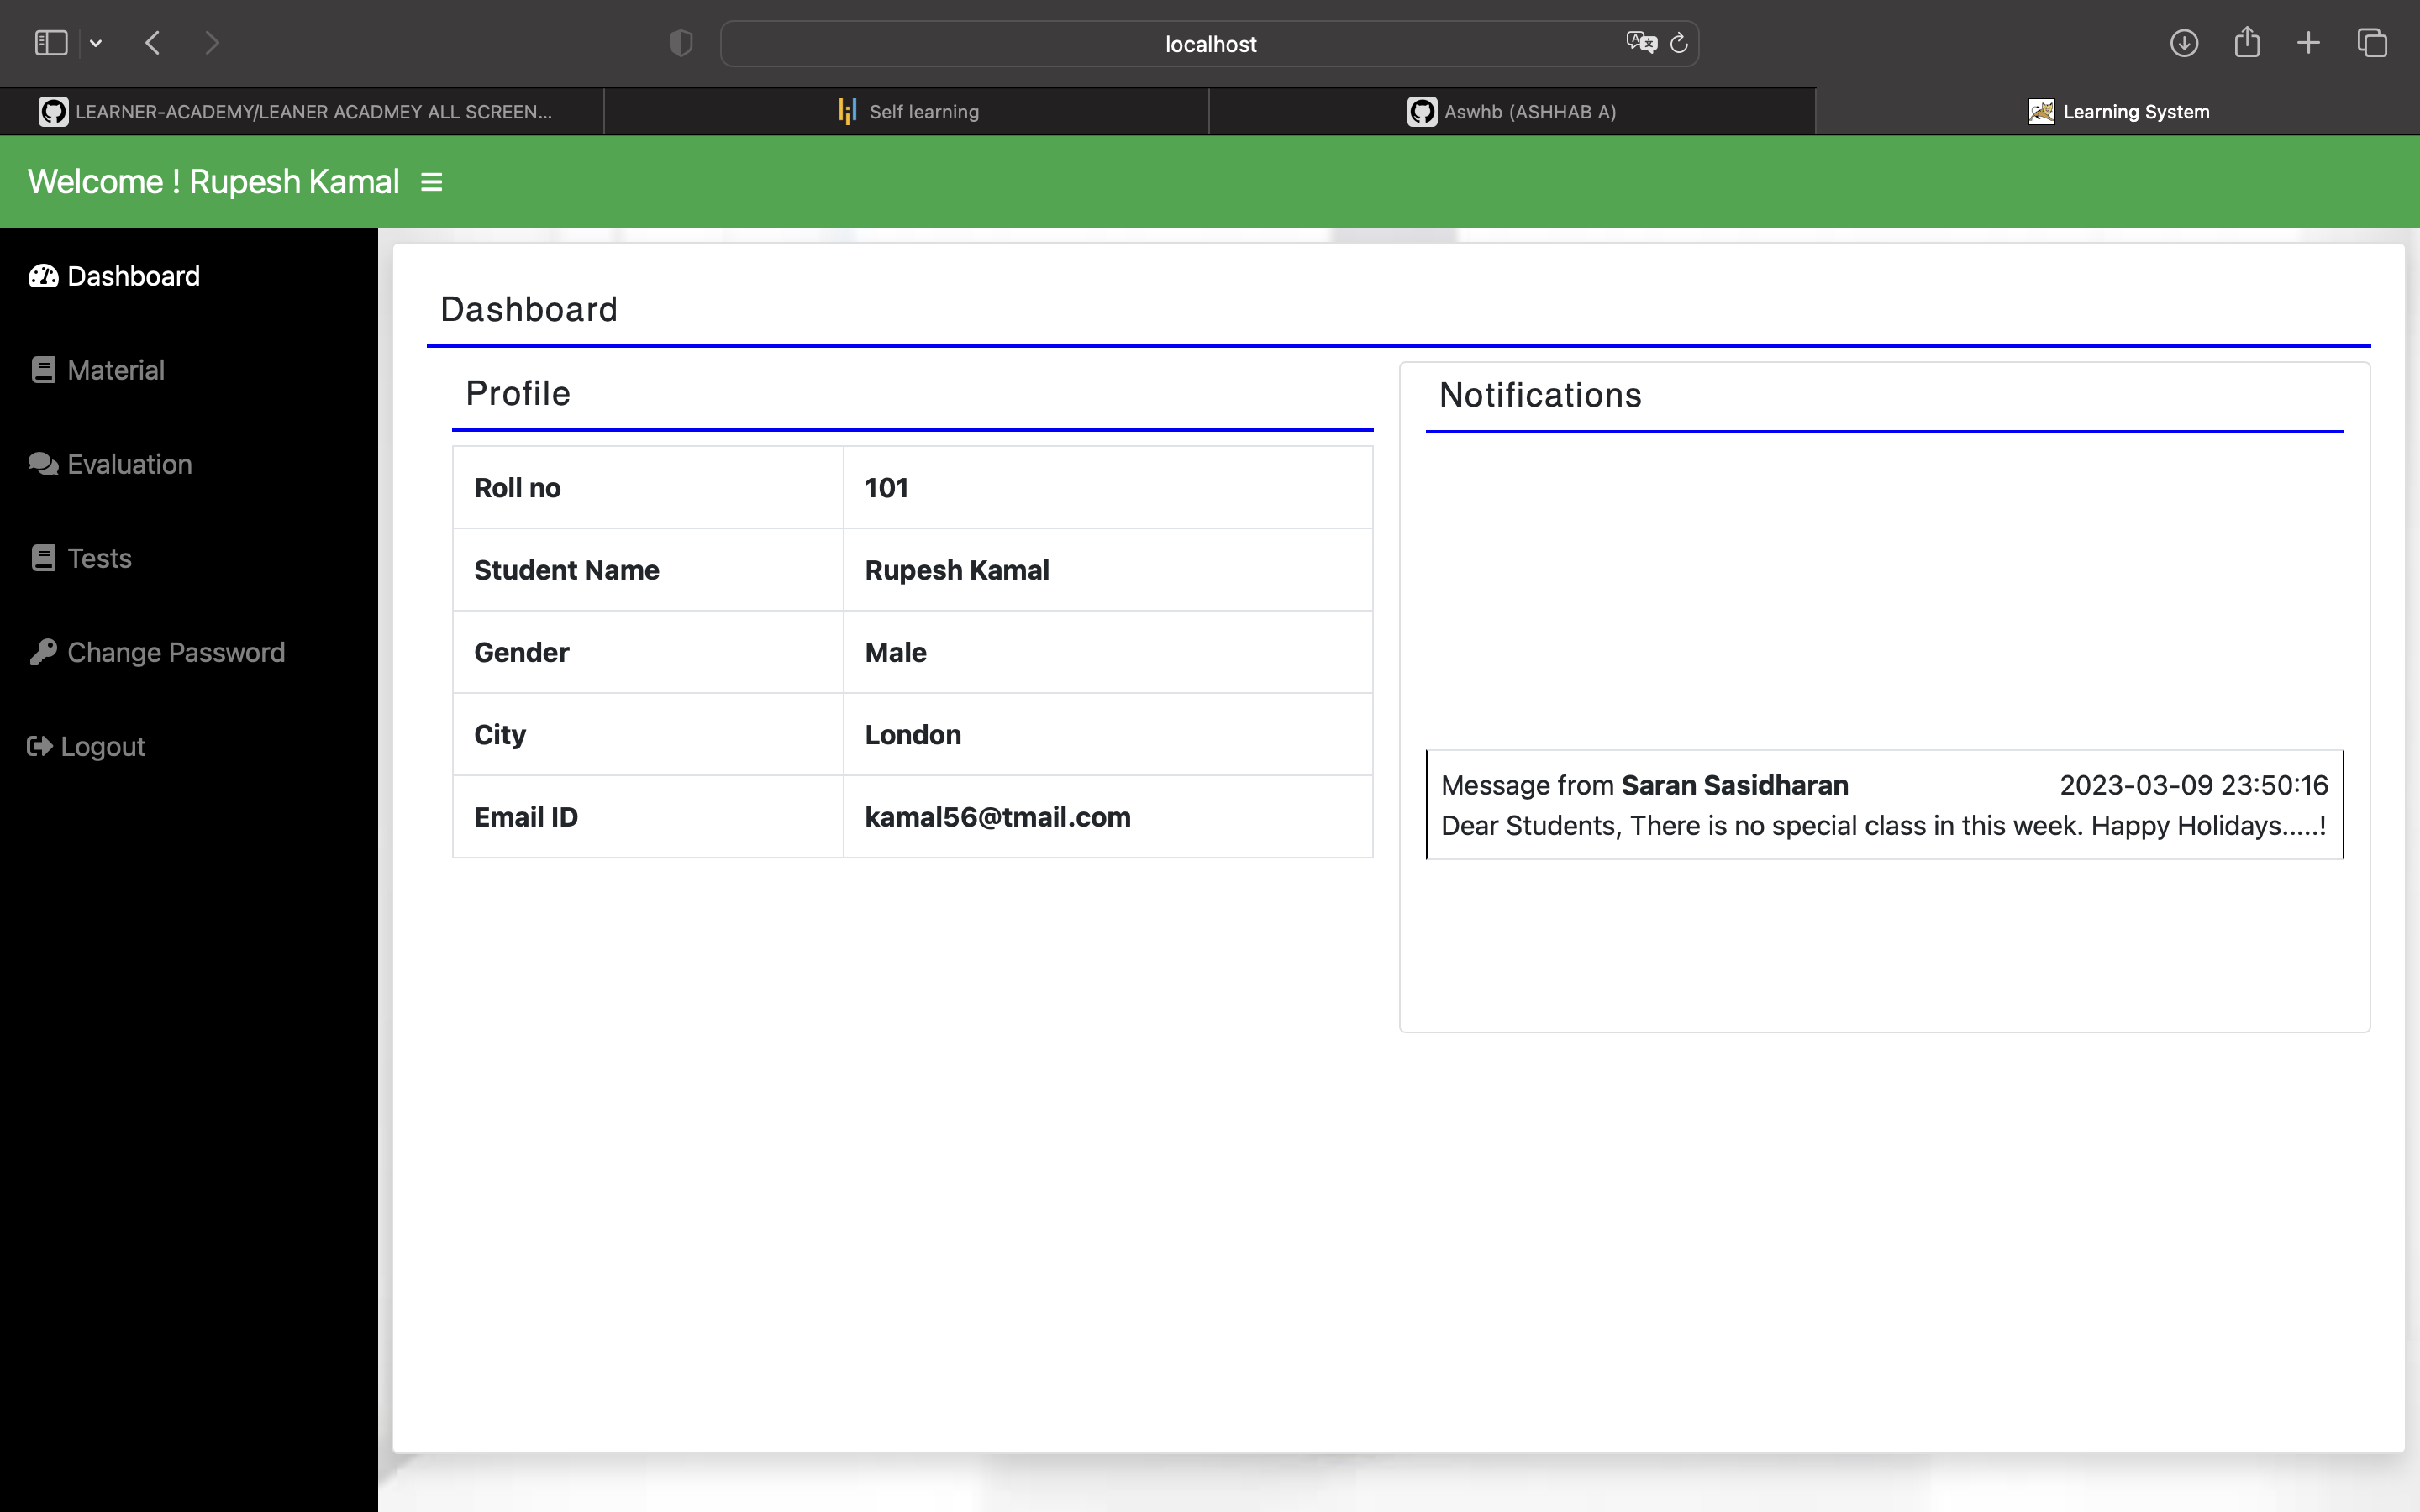 localhost
LEARNER-ACADEMY/LEANER ACADMEY ALL SCREEN...
Self learning
Aswhb (ASHHAB A)
Learning System
Welcome ! Rupesh Kamal
Dashboard
Material
Evaluation
Tests
Change Password
Logout
Dashboard
Profile
Roll no 101
Student Name Rupesh Kamal
Gender Male
City London
Email ID kamal56@tmail.com
Notifications
Message from Saran Sasidharan 2023-03-09 23:50:16
Dear Students, There is no special class in this week. Happy Holidays.....!